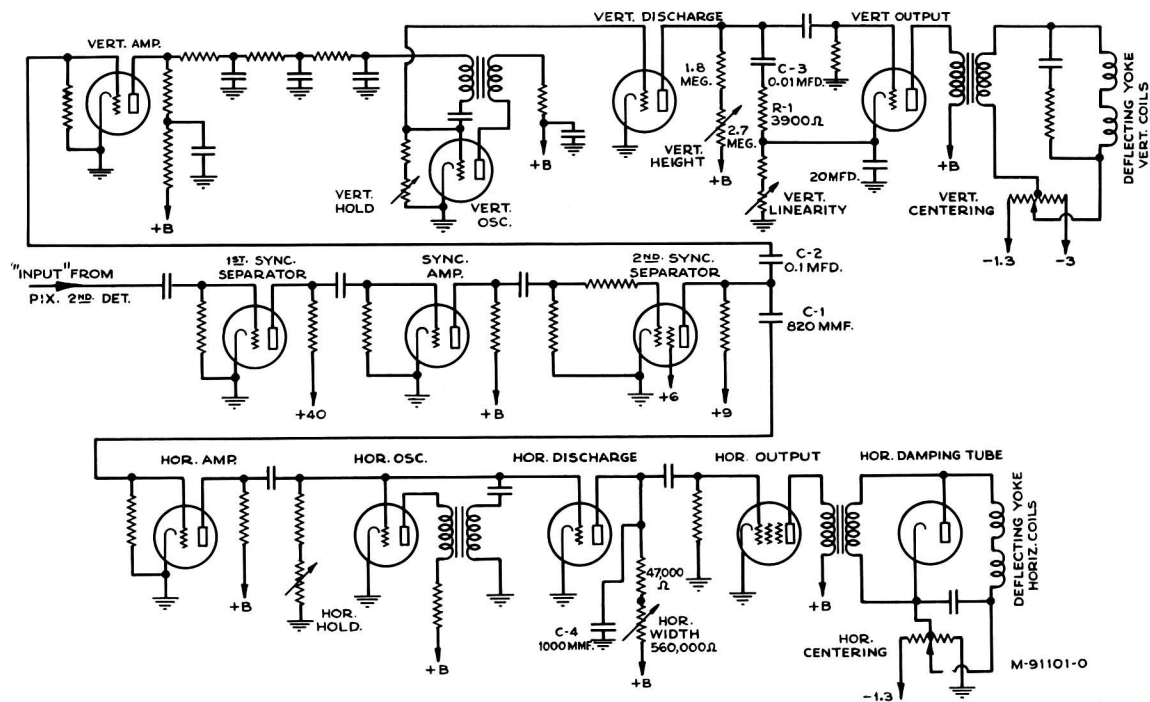 VERT. AMP.
+B
VERT. HOLD
VERT. OSC.
+B
VERT. DISCHARGE
1.8 MEG.
2.7 MEG.
VERT. HEIGHT
+B
C-3
0.01 MFD.
R-1
3900Ω
VERT. LINEARITY
VERT OUTPUT
20 MFD.
+B
VERT. CENTERING
-1.3
-3
DEFLECTING YOKE
VERT. COILS
"INPUT" FROM
PIX. 2ND. DET.
1ST. SYNC.
SEPARATOR
+40
SYNC.
AMP.
+B
2ND. SYNC.
SEPARATOR
+6
+9
C-2
0.1 MFD.
C-1
820 MMF.
HOR. AMP.
+B
HOR. HOLD.
HOR. OSC.
+B
HOR. DISCHARGE
C-4
1000 MMF.
47,000
Ω
HOR.
WIDTH
560,000Ω
+B
HOR. OUTPUT
+B
HOR. DAMPING TUBE
HOR.
CENTERING
-1.3
DEFLECTING YOKE
HORIZ. COILS
M-91101-0